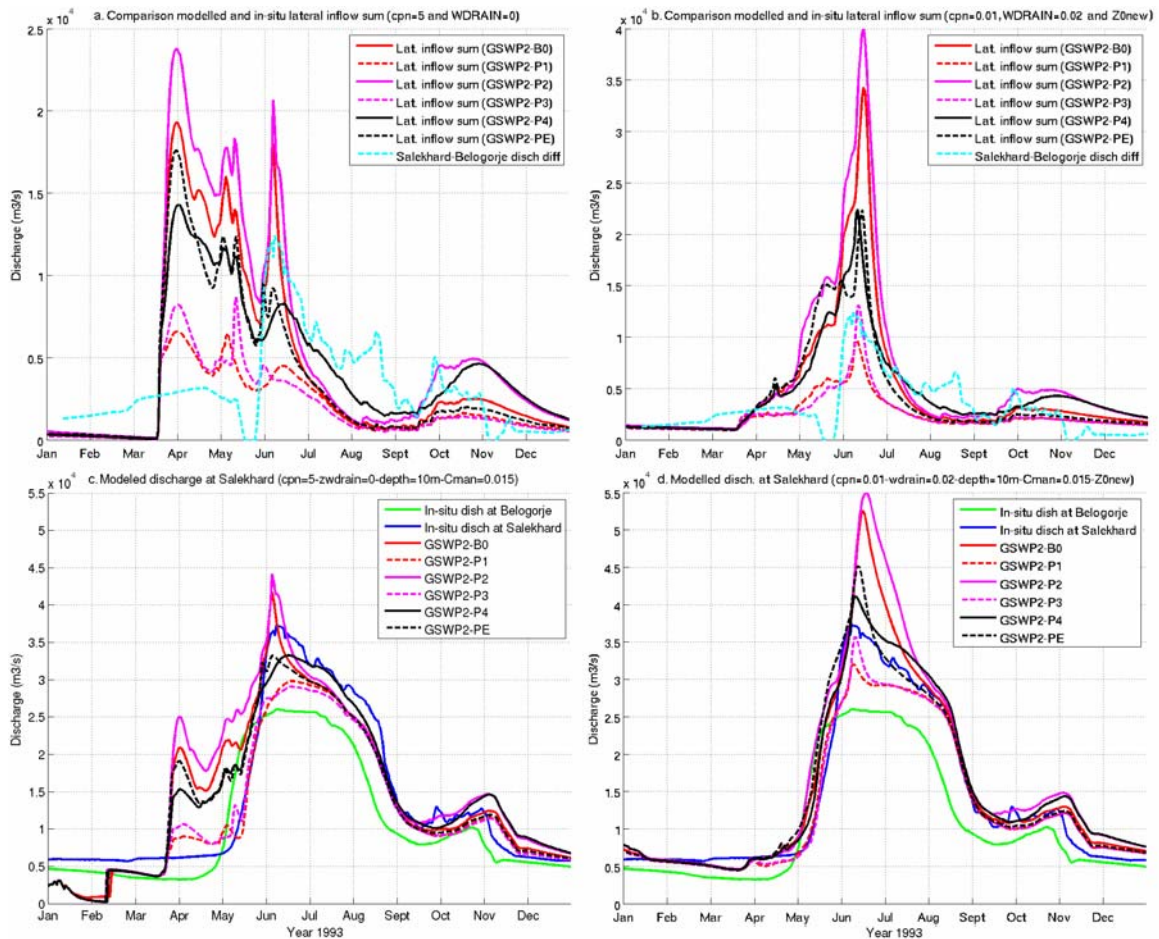 a. Comparison modelled and in-situ lateral inflow sum (cpn=5 and WDRAIN=0)
x 10⁴
2.5
2
1.5
1
0.5
0
Discharge (m3/s)
Lat. inflow sum (GSWP2-B0)
Lat. inflow sum (GSWP2-P1)
Lat. inflow sum (GSWP2-P2)
Lat. inflow sum (GSWP2-P3)
Lat. inflow sum (GSWP2-P4)
Lat. inflow sum (GSWP2-PE)
Salekhard-Belogorje disch diff
Jan Feb Mar Apr May Jun Jul Aug Sept Oct Nov Dec
b. Comparison modelled and in-situ lateral inflow sum (cpn=0.01, WDRAIN=0.02 and Z0new)
x 10⁴
4
3.5
3
2.5
2
1.5
1
0.5
0
Discharge (m3/s)
Lat. inflow sum (GSWP2-B0)
Lat. inflow sum (GSWP2-P1)
Lat. inflow sum (GSWP2-P2)
Lat. inflow sum (GSWP2-P3)
Lat. inflow sum (GSWP2-P4)
Lat. inflow sum (GSWP2-PE)
Salekhard-Belogorje disch diff
Jan Feb Mar Apr May Jun Jul Aug Sept Oct Nov Dec
c. Modeled discharge at Salekhard (cpn=5-zwdrain=0-depth=10m-Cman=0.015)
x 10⁴
5.5
5
4.5
4
3.5
3
2.5
2
1.5
1
0.5
0
Discharge (m3/s)
In-situ dish at Belogorje
In-situ disch at Salekhard
GSWP2-B0
GSWP2-P1
GSWP2-P2
GSWP2-P3
GSWP2-P4
GSWP2-PE
Jan Feb Mar Apr May Jun Jul Aug Sept Oct Nov Dec
Year 1993
d. Modelled disch. at Salekhard (cpn=0.01-wdrain=0.02-depth=10m-Cman=0.015-Z0new)
x 10⁴
5.5
5
4.5
4
3.5
3
2.5
2
1.5
1
0.5
0
Discharge (m3/s)
In-situ dish at Belogorje
In-situ disch at Salekhard
GSWP2-B0
GSWP2-P1
GSWP2-P2
GSWP2-P3
GSWP2-P4
GSWP2-PE
Jan Feb Mar Apr May Jun Jul Aug Sept Oct Nov Dec
Year 1993